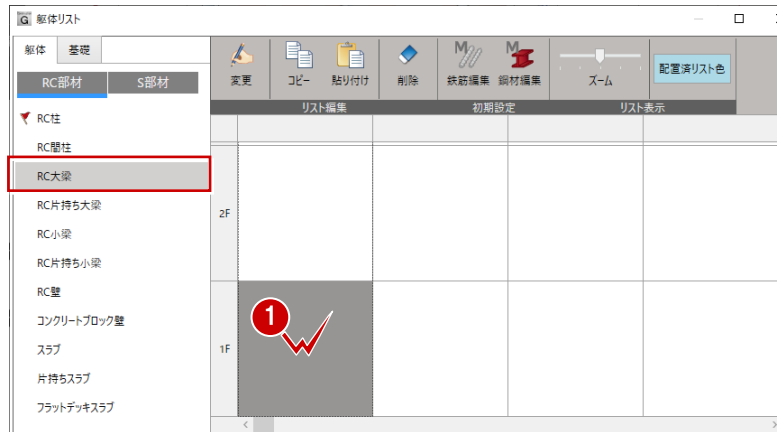 G 躯体リスト
躯体 基礎
RC部材 S部材
変更 コピー 貼り付け 削除 鉄筋編集 鋼材編集 ズーム 配置済リスト色
リスト編集 初期設定 リスト表示
RC柱
RC間柱
RC大梁
RC片持ち大梁
RC小梁
RC片持ち小梁
RC壁
コンクリートブロック壁
スラブ
片持ちスラブ
フラットデッキスラブ
2F
1F
1